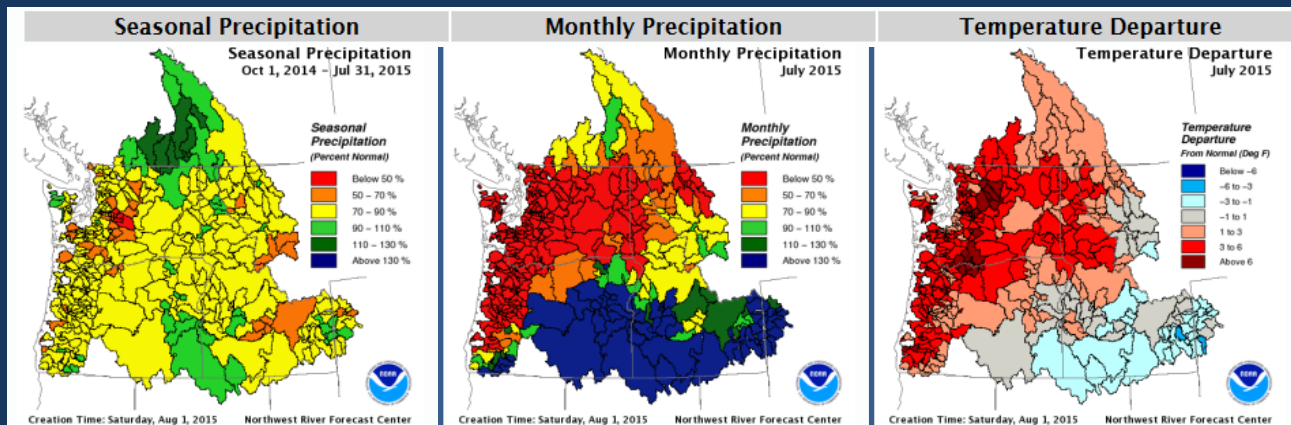 Seasonal Precipitation
Seasonal Precipitation
Oct 1, 2014 - Jul 31, 2015
Seasonal
Precipitation
(Percent Normal)
Below 50 %
50 - 70 %
70 - 90 %
90 - 110 %
110 - 130 %
Above 130 %
NOAA
Creation Time: Saturday, Aug 1, 2015 Northwest River Forecast Center
Monthly Precipitation
Monthly Precipitation
July 2015
Monthly
Precipitation
(Percent Normal)
Below 50 %
50 - 70 %
70 - 90 %
90 - 110 %
110 - 130 %
Above 130 %
NOAA
Creation Time: Saturday, Aug 1, 2015 Northwest River Forecast Center
Temperature Departure
Temperature Departure
July 2015
Temperature
Departure
From Normal (Deg F)
Below -6
-6 to -3
-3 to -1
-1 to 1
1 to 3
3 to 6
Above 6
NOAA
Creation Time: Saturday, Aug 1, 2015 Northwest River Forecast Center